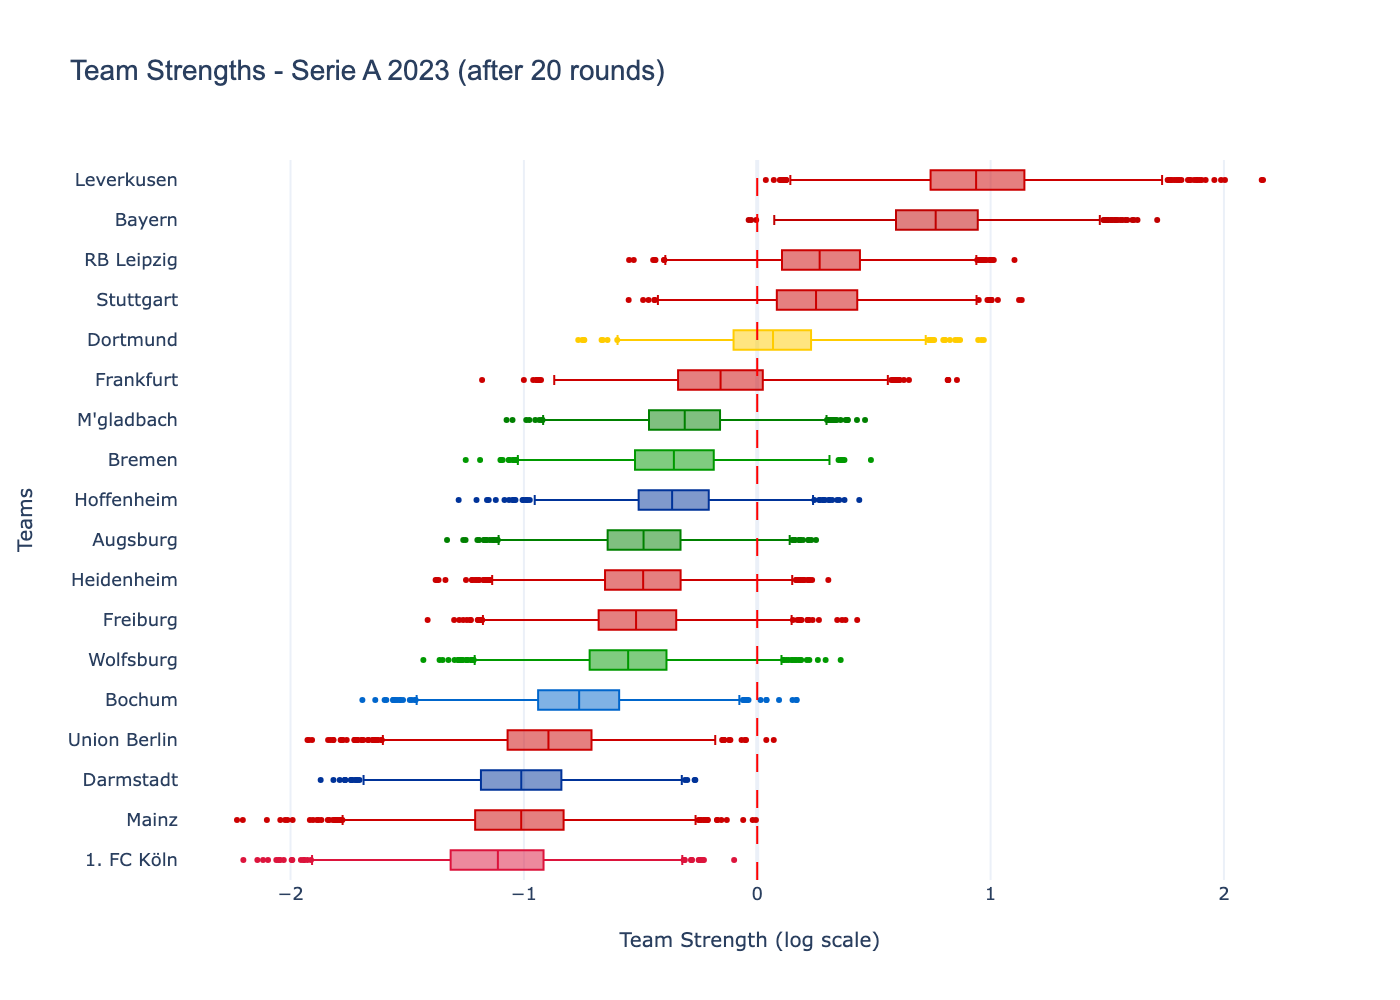 Team Strengths - Serie A 2023 (after 20 rounds)
Teams
Leverkusen
Bayern
RB Leipzig
Stuttgart
Dortmund
Frankfurt
M'gladbach
Bremen
Hoffenheim
Augsburg
Heidenheim
Freiburg
Wolfsburg
Bochum
Union Berlin
Darmstadt
Mainz
1. FC Köln
−2 −1 0 1 2
Team Strength (log scale)